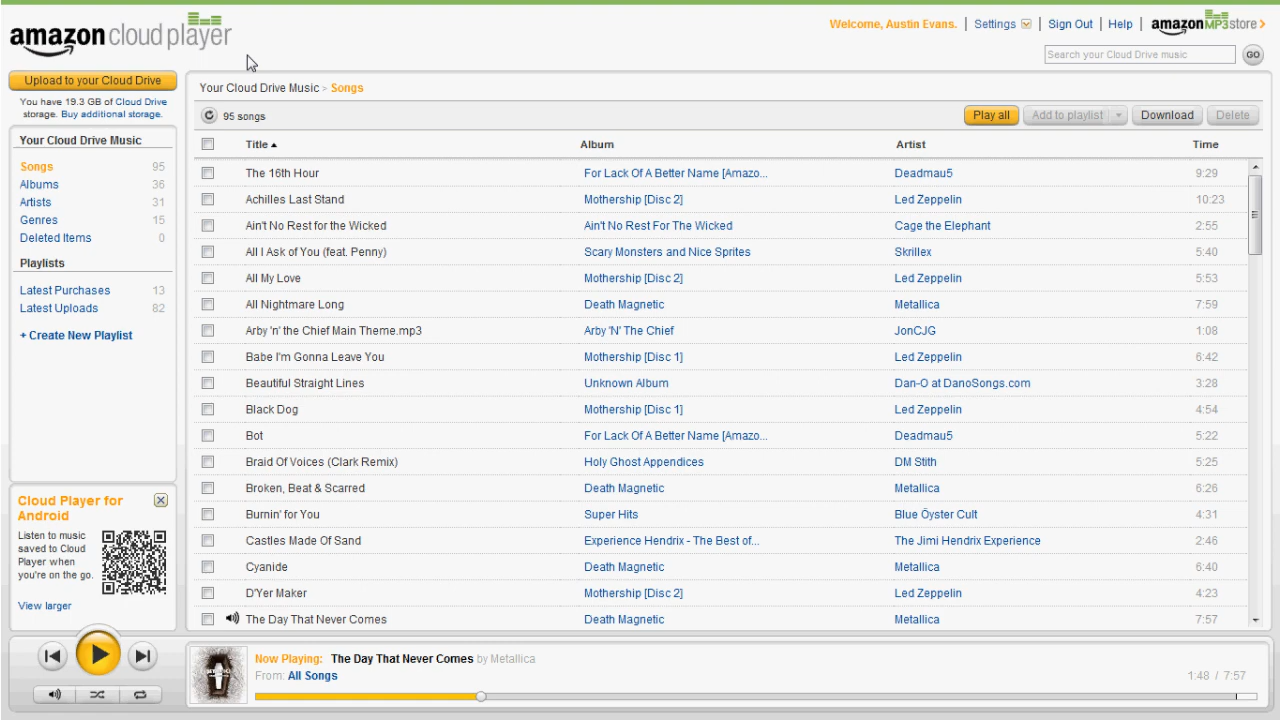 amazon cloud player
Welcome, Austin Evans. | Settings | Sign Out | Help | amazonMP3store >
Search your Cloud Drive music GO
Upload to your Cloud Drive
You have 19.3 GB of Cloud Drive
storage. Buy additional storage.
Your Cloud Drive Music
Songs 95
Albums 36
Artists 31
Genres 15
Deleted Items 0
Playlists
Latest Purchases 13
Latest Uploads 82
+ Create New Playlist
Cloud Player for
Android
Listen to music
saved to Cloud
Player when
you're on the go.
View larger
Your Cloud Drive Music > Songs
95 songs Play all Add to playlist Download Delete
Title Album Artist Time
The 16th Hour For Lack Of A Better Name [Amazo... Deadmau5 9:29
Achilles Last Stand Mothership [Disc 2] Led Zeppelin 10:23
Ain't No Rest for the Wicked Ain't No Rest For The Wicked Cage the Elephant 2:55
All I Ask of You (feat. Penny) Scary Monsters and Nice Sprites Skrillex 5:40
All My Love Mothership [Disc 2] Led Zeppelin 5:53
All Nightmare Long Death Magnetic Metallica 7:59
Arby 'n' the Chief Main Theme.mp3 Arby 'N' The Chief JonCJG 1:08
Babe I'm Gonna Leave You Mothership [Disc 1] Led Zeppelin 6:42
Beautiful Straight Lines Unknown Album Dan-O at DanoSongs.com 3:28
Black Dog Mothership [Disc 1] Led Zeppelin 4:54
Bot For Lack Of A Better Name [Amazo... Deadmau5 5:22
Braid Of Voices (Clark Remix) Holy Ghost Appendices DM Stith 5:25
Broken, Beat & Scarred Death Magnetic Metallica 6:26
Burnin' for You Super Hits Blue Öyster Cult 4:31
Castles Made Of Sand Experience Hendrix - The Best of... The Jimi Hendrix Experience 2:46
Cyanide Death Magnetic Metallica 6:40
D'Yer Maker Mothership [Disc 2] Led Zeppelin 4:23
The Day That Never Comes Death Magnetic Metallica 7:57
Now Playing: The Day That Never Comes by Metallica
From: All Songs 1:48 / 7:57